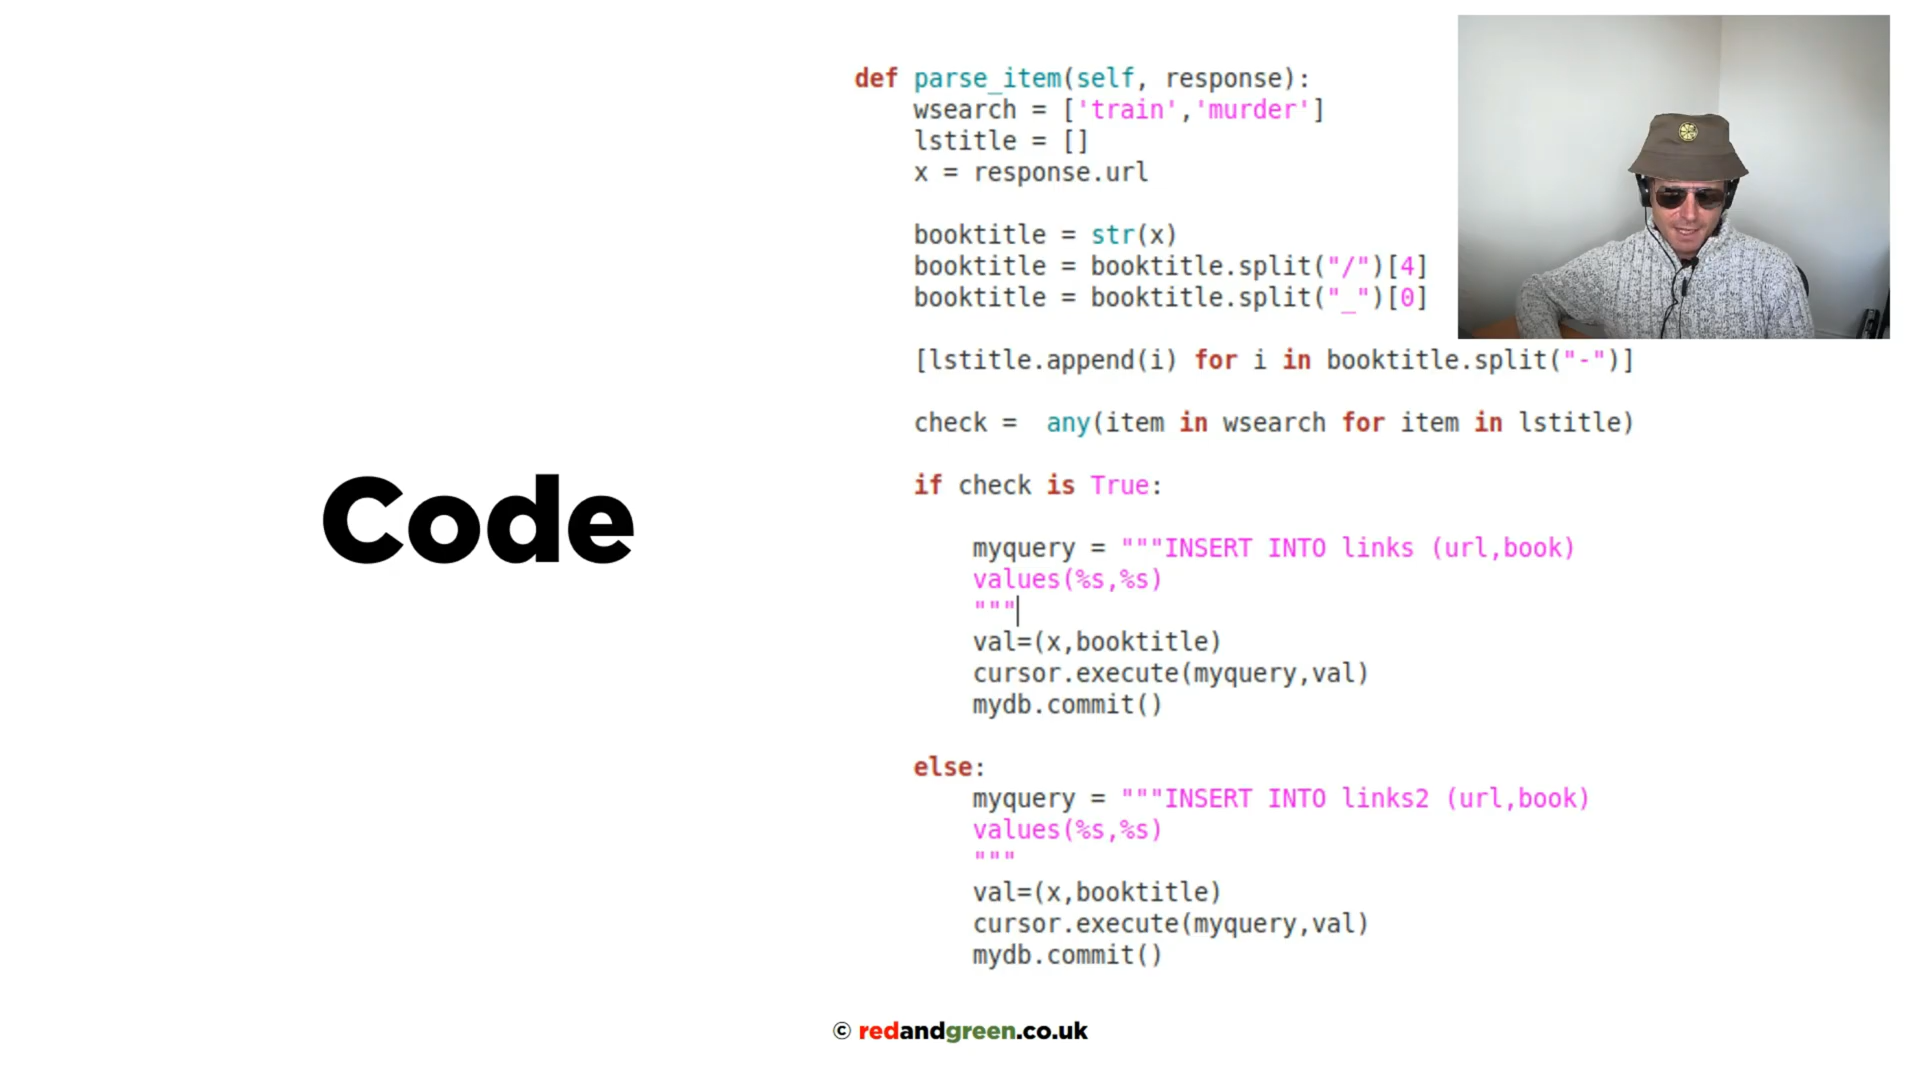 Code
def parse_item(self, response):
    wsearch = ['train','murder']
    lstitle = []
    x = response.url
    booktitle = str(x)
    booktitle = booktitle.split("/")[4]
    booktitle = booktitle.split("_")[0]
    [lstitle.append(i) for i in booktitle.split("-")]
    check =  any(item in wsearch for item in lstitle)
    if check is True:
        myquery = """INSERT INTO links (url,book)
        values(%s,%s)
        """
        val=(x,booktitle)
        cursor.execute(myquery,val)
        mydb.commit()
    else:
        myquery = """INSERT INTO links2 (url,book)
        values(%s,%s)
        """
        val=(x,booktitle)
        cursor.execute(myquery,val)
        mydb.commit()
© redandgreen.co.uk